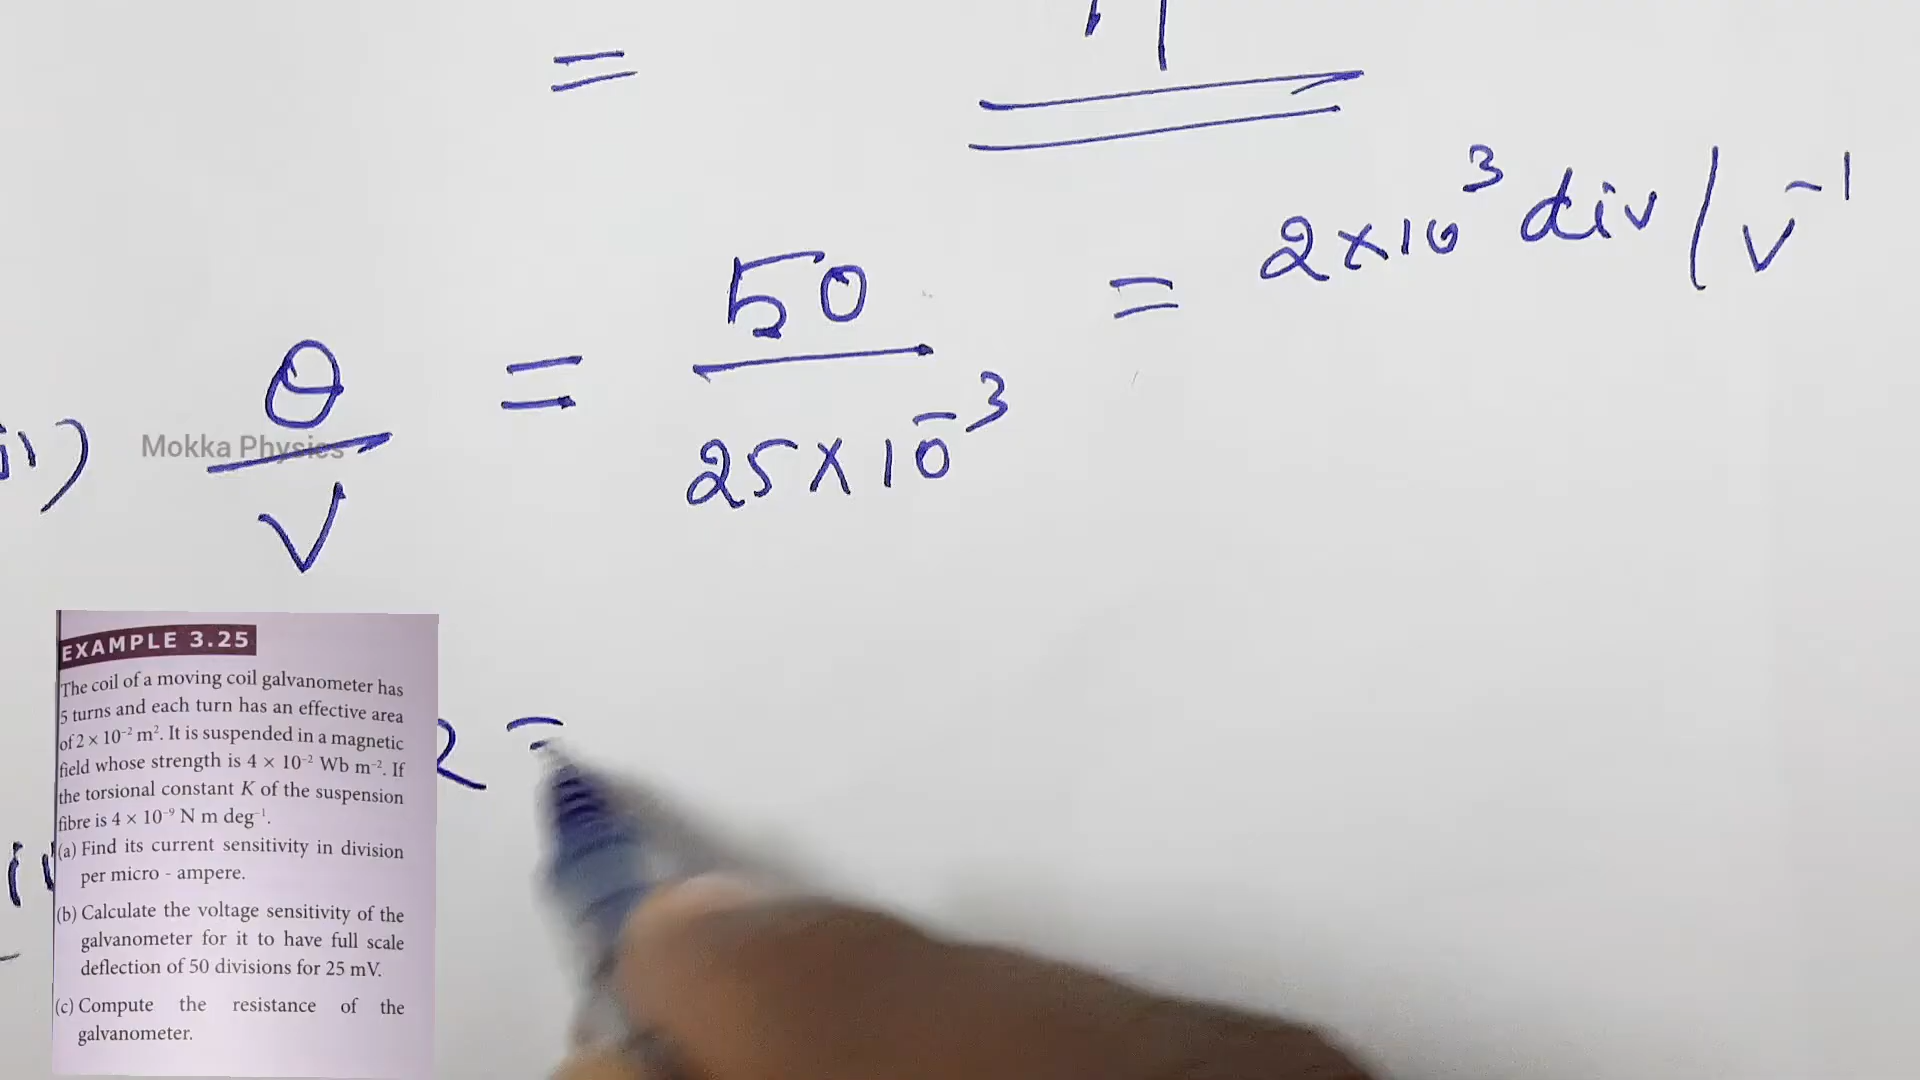 =
= 2×10³ div/v⁻¹
θ/V = 50/25×10⁻³
Mokka Physics
EXAMPLE 3.25
The coil of a moving coil galvanometer has
5 turns and each turn has an effective area
of 2 × 10⁻² m². It is suspended in a magnetic
field whose strength is 4 × 10⁻² Wb m⁻². If
the torsional constant K of the suspension
fibre is 4 × 10⁻⁹ N m deg⁻¹.
(a) Find its current sensitivity in division
per micro - ampere.
(b) Calculate the voltage sensitivity of the
galvanometer for it to have full scale
deflection of 50 divisions for 25 mV.
(c) Compute the resistance of the
galvanometer.